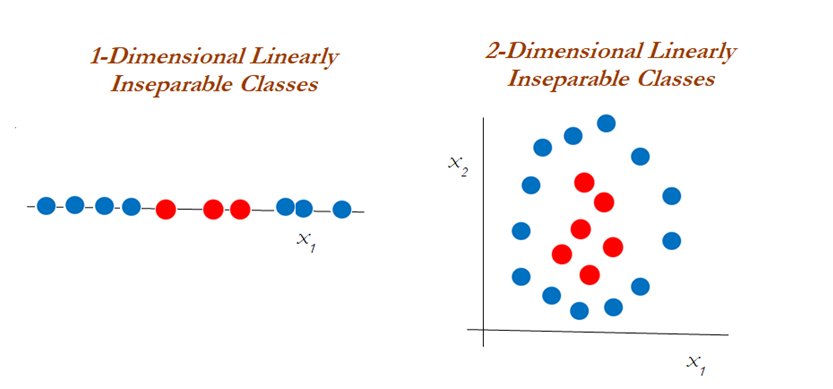 1-Dimensional Linearly
Inseparable Classes
x₁
2-Dimensional Linearly
Inseparable Classes
x₂
x₁